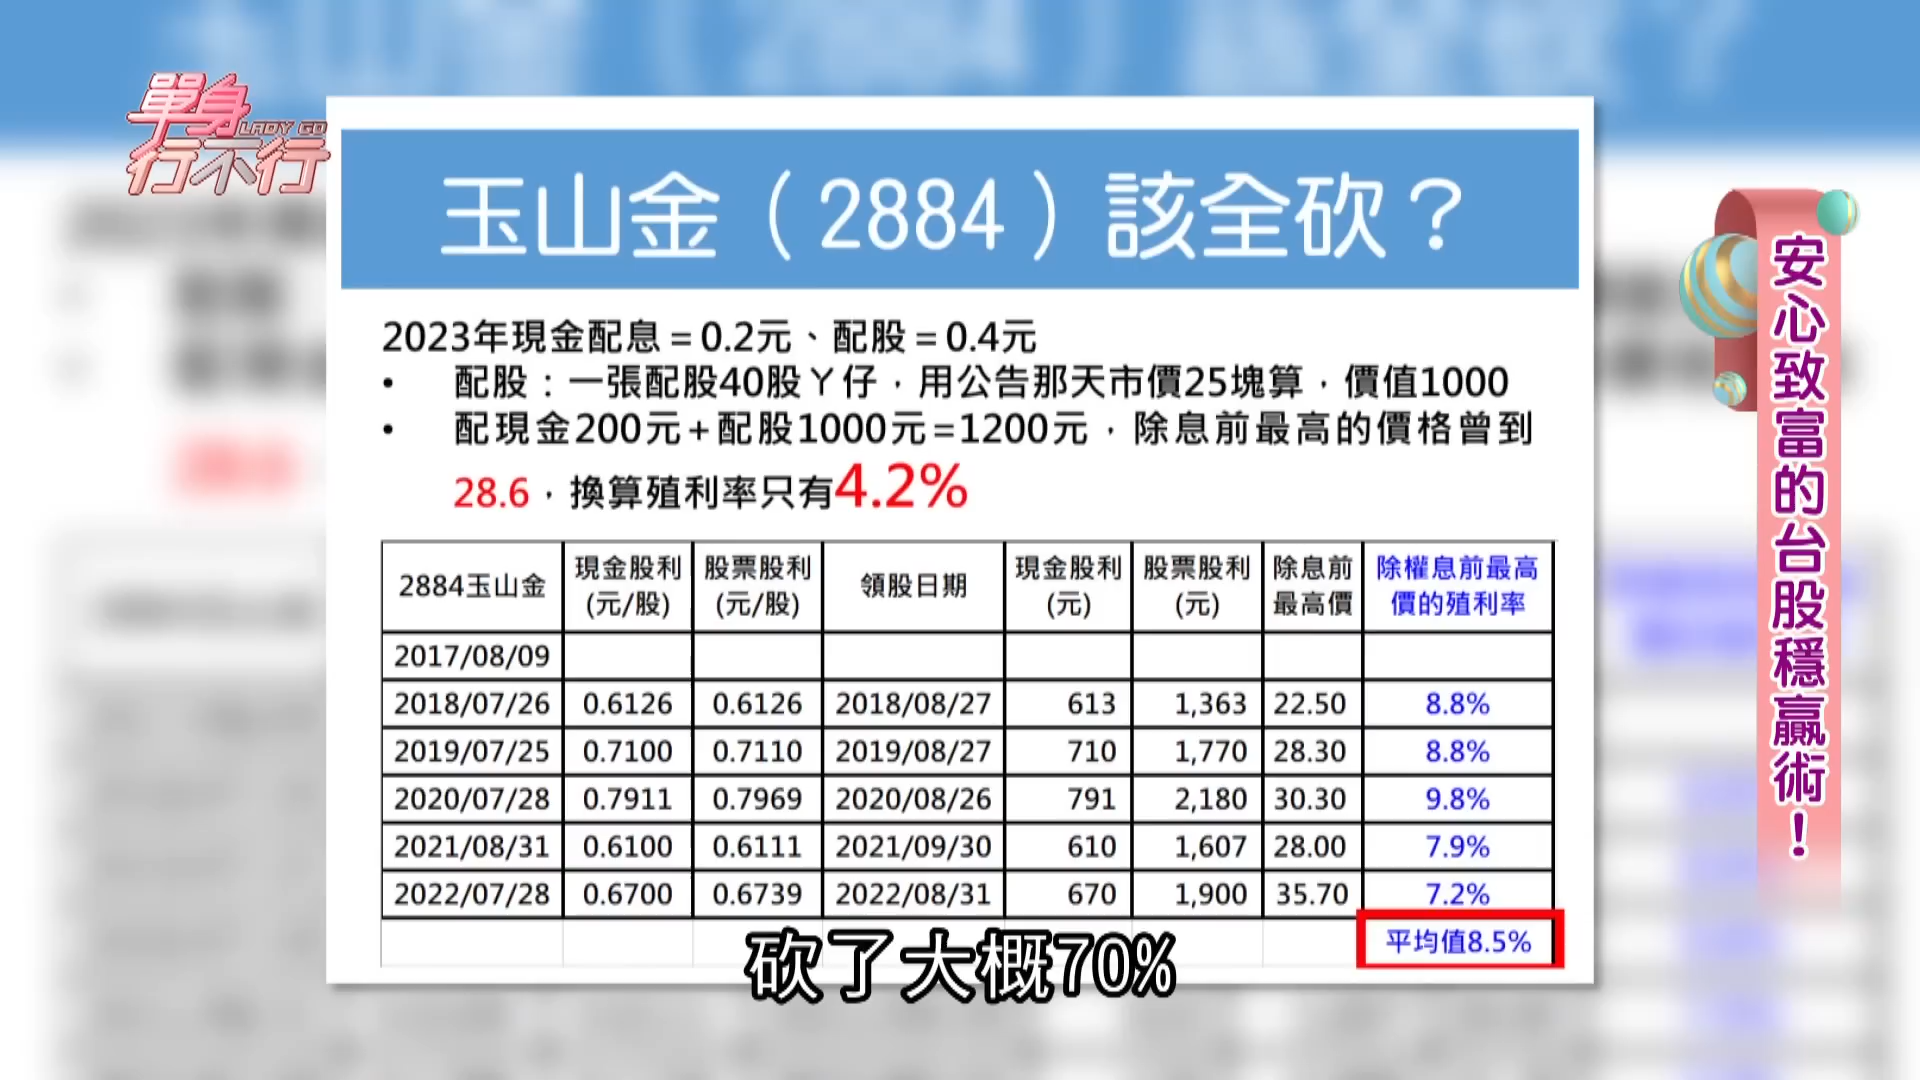 單身
LADY GO
行不行
玉山金（2884）該全砍？
2023年現金配息＝0.2元、配股＝0.4元
• 配股：一張配股40股ㄚ仔，用公告那天市價25塊算，價值1000
• 配現金200元+配股1000元=1200元，除息前最高的價格曾到
28.6，換算殖利率只有4.2%
2884玉山金 現金股利(元/股) 股票股利(元/股) 領股日期 現金股利(元) 股票股利(元) 除息前最高價 除權息前最高價的殖利率
2017/08/09
2018/07/26 0.6126 0.6126 2018/08/27 613 1,363 22.50 8.8%
2019/07/25 0.7100 0.7110 2019/08/27 710 1,770 28.30 8.8%
2020/07/28 0.7911 0.7969 2020/08/26 791 2,180 30.30 9.8%
2021/08/31 0.6100 0.6111 2021/09/30 610 1,607 28.00 7.9%
2022/07/28 0.6700 0.6739 2022/08/31 670 1,900 35.70 7.2%
平均值8.5%
砍了大概70%
安心致富的台股穩贏術！